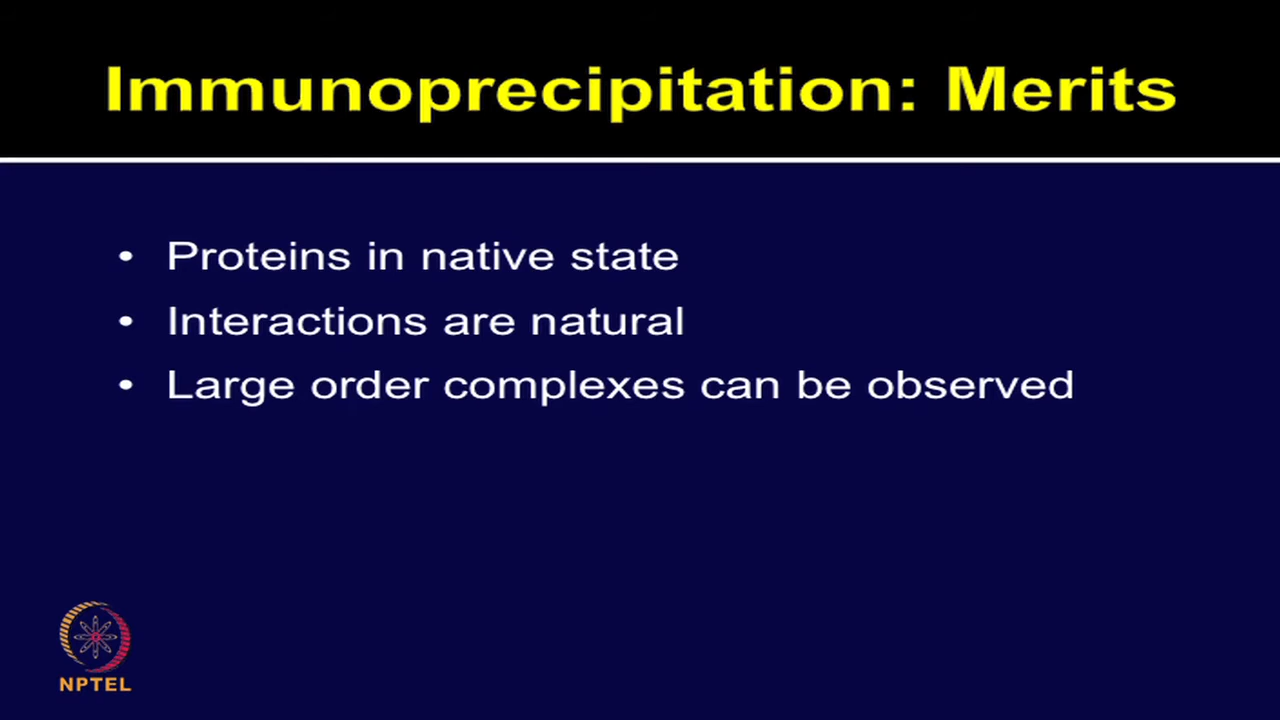 Immunoprecipitation: Merits
• Proteins in native state
• Interactions are natural
• Large order complexes can be observed
NPTEL